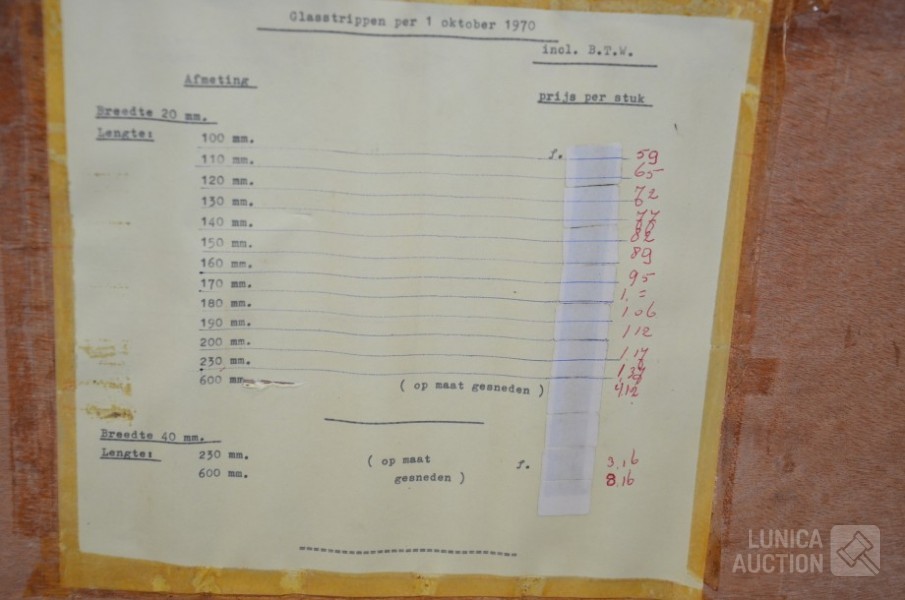 Glasstrippen per 1 oktober 1970
incl. B.T.W.
Afmeting
prijs per stuk
Breedte 20 mm.
Lengte: 100 mm. f. 59
110 mm. 65
120 mm. 72
130 mm. 77
140 mm. 82
150 mm. 89
160 mm. 95
170 mm. 1, =
180 mm. 1 06
190 mm. 1 12
200 mm. 1,17
230 mm.
600 mm. ( op maat gesneden ) 4,12
Breedte 40 mm.
Lengte: 230 mm. ( op maat f. 3,16
600 mm. gesneden ) 8,16
LUNICA
AUCTION